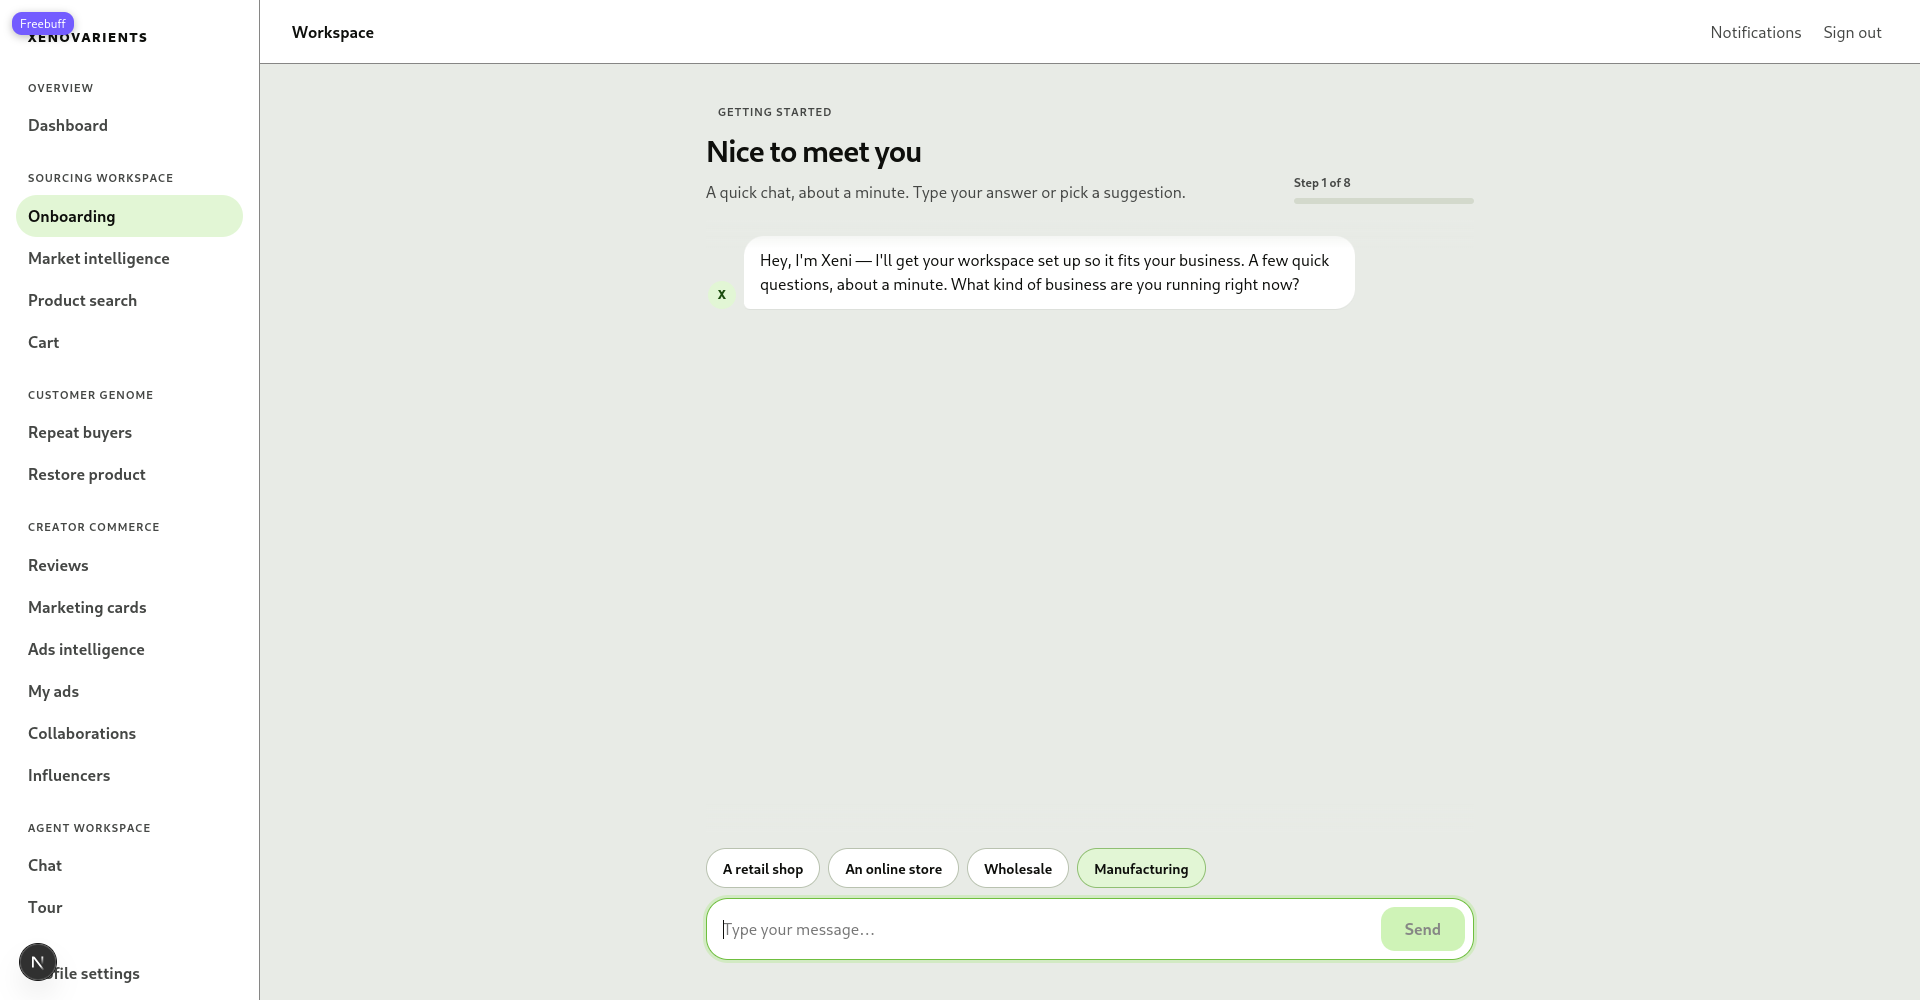 Freebuff
XENOVARIENTS
OVERVIEW
Dashboard
SOURCING WORKSPACE
Onboarding
Market intelligence
Product search
Cart
CUSTOMER GENOME
Repeat buyers
Restore product
CREATOR COMMERCE
Reviews
Marketing cards
Ads intelligence
My ads
Collaborations
Influencers
AGENT WORKSPACE
Chat
Tour
N
file settings
Workspace
Notifications
Sign out
GETTING STARTED
Nice to meet you
A quick chat, about a minute. Type your answer or pick a suggestion.
Step 1 of 8
X
Hey, I'm Xeni — I'll get your workspace set up so it fits your business. A few quick
questions, about a minute. What kind of business are you running right now?
A retail shop
An online store
Wholesale
Manufacturing
Type your message...
Send